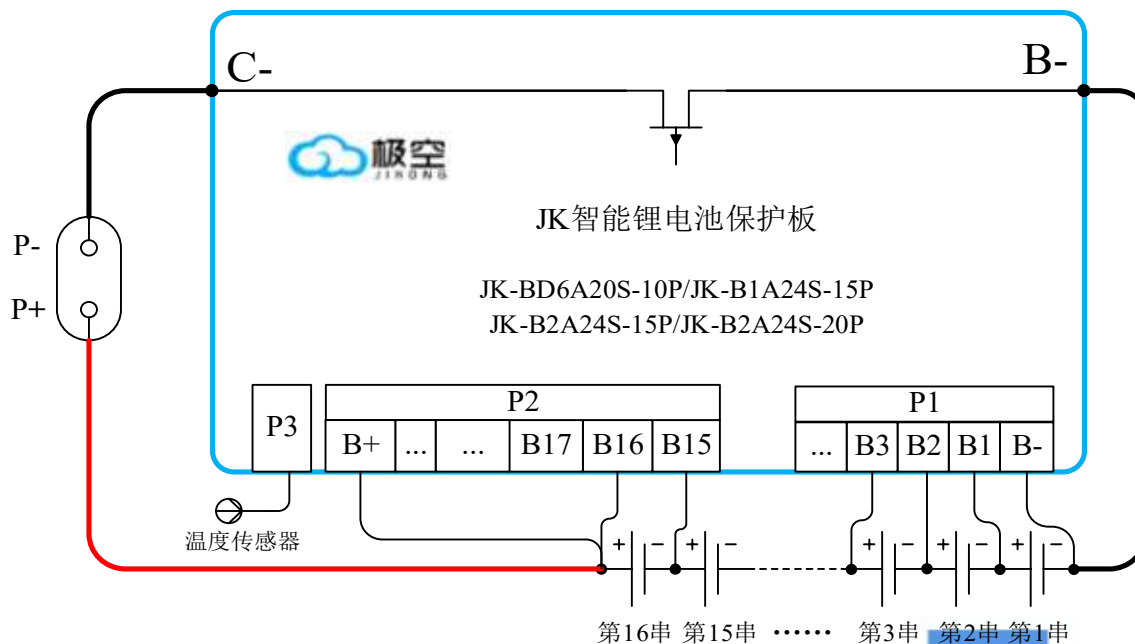 C-
B-
极空
JIKONG
JK智能锂电池保护板
P-
P+
JK-BD6A20S-10P/JK-B1A24S-15P
JK-B2A24S-15P/JK-B2A24S-20P
P3
P2
P1
B+ ... ... B17 B16 B15
... B3 B2 B1 B-
温度传感器
+ - + -
+ - + - + -
第16串 第15串 …… 第3串 第2串 第1串